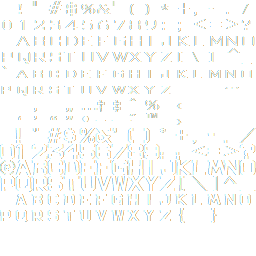 ! " # $ % & ' ( ) * + , - . /
0 1 2 3 4 5 6 7 8 9 : ; < = > ?
A B C D E F G H I J K L M N O
P Q R S T U V W X Y Z [ \ ] ^ _
` A B C D E F G H I J K L M N O
P Q R S T U V W X Y Z
! " # $ % & ' ( ) * + , - . /
0 1 2 3 4 5 6 7 8 9 : ; < = > ?
@ A B C D E F G H I J K L M N O
P Q R S T U V W X Y Z [ \ ] ^ _
A B C D E F G H I J K L M N O
P Q R S T U V W X Y Z { | }